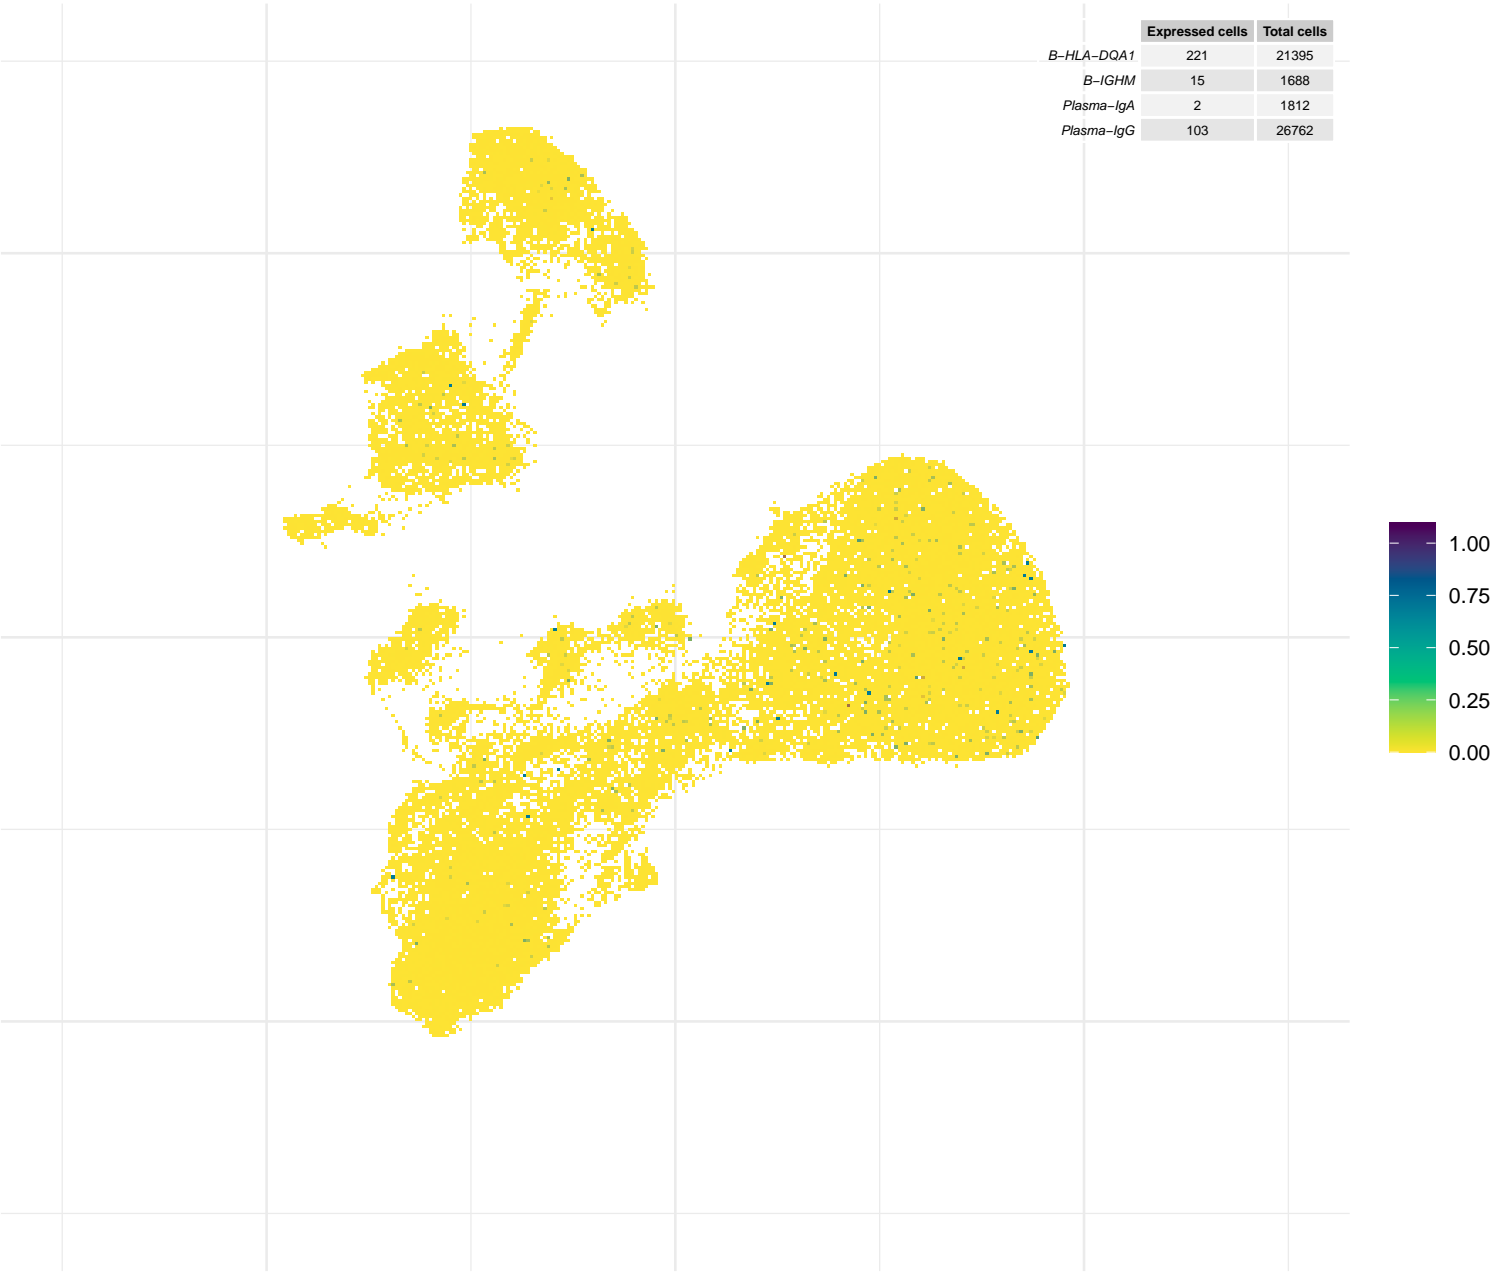 Expressed cells Total cells
B−HLA−DQA1 221 21395
B−IGHM 15 1688
Plasma−IgA 2 1812
Plasma−IgG 103 26762
1.00
0.75
0.50
0.25
0.00